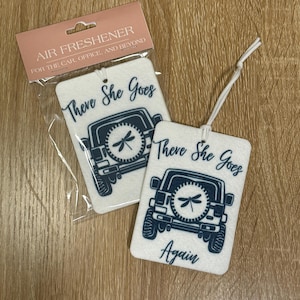 AIR FRESHENER
FOR THE CAR, OFFICE, AND BEYOND
There She Goes
There She Goes
Again